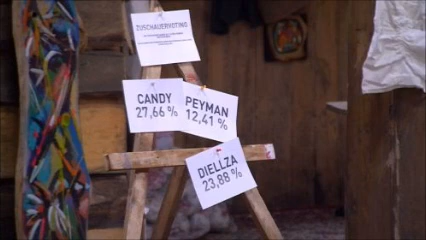 ZUSCHAUERVOTING
CANDY
27,66 %
PEYMAN
12,41 %
DIELLZA
23,88 %